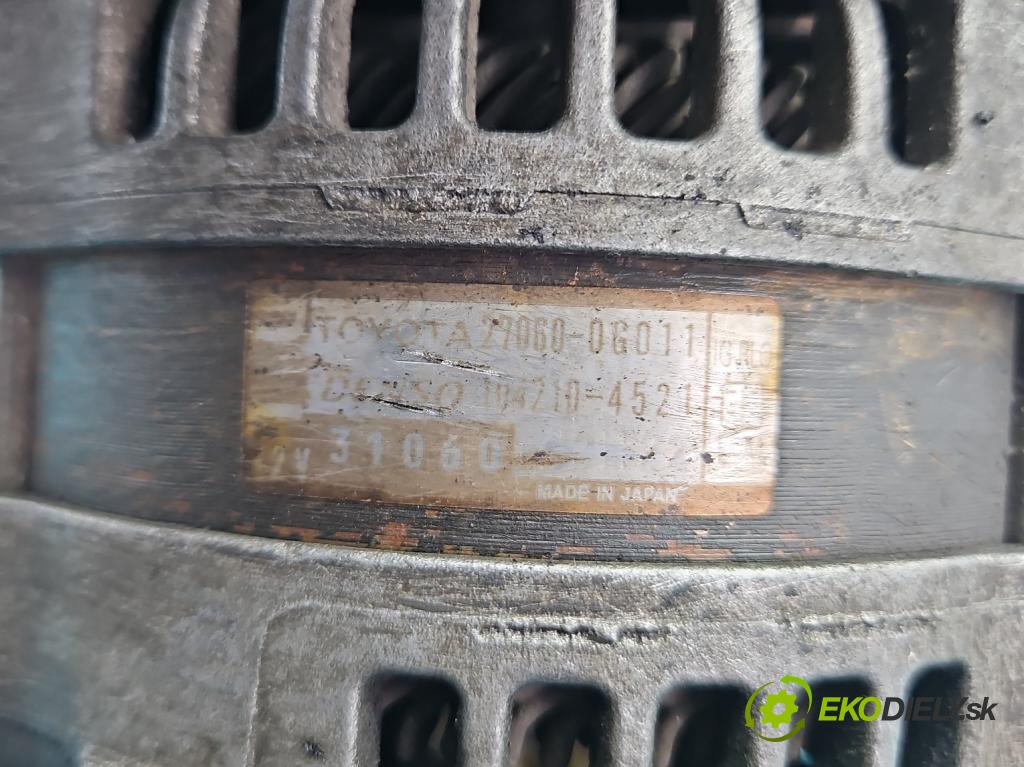 TOYOTA 27060-0G011
DENSO 104210-4521
31060
MADE IN JAPAN
EKODIELY.sk